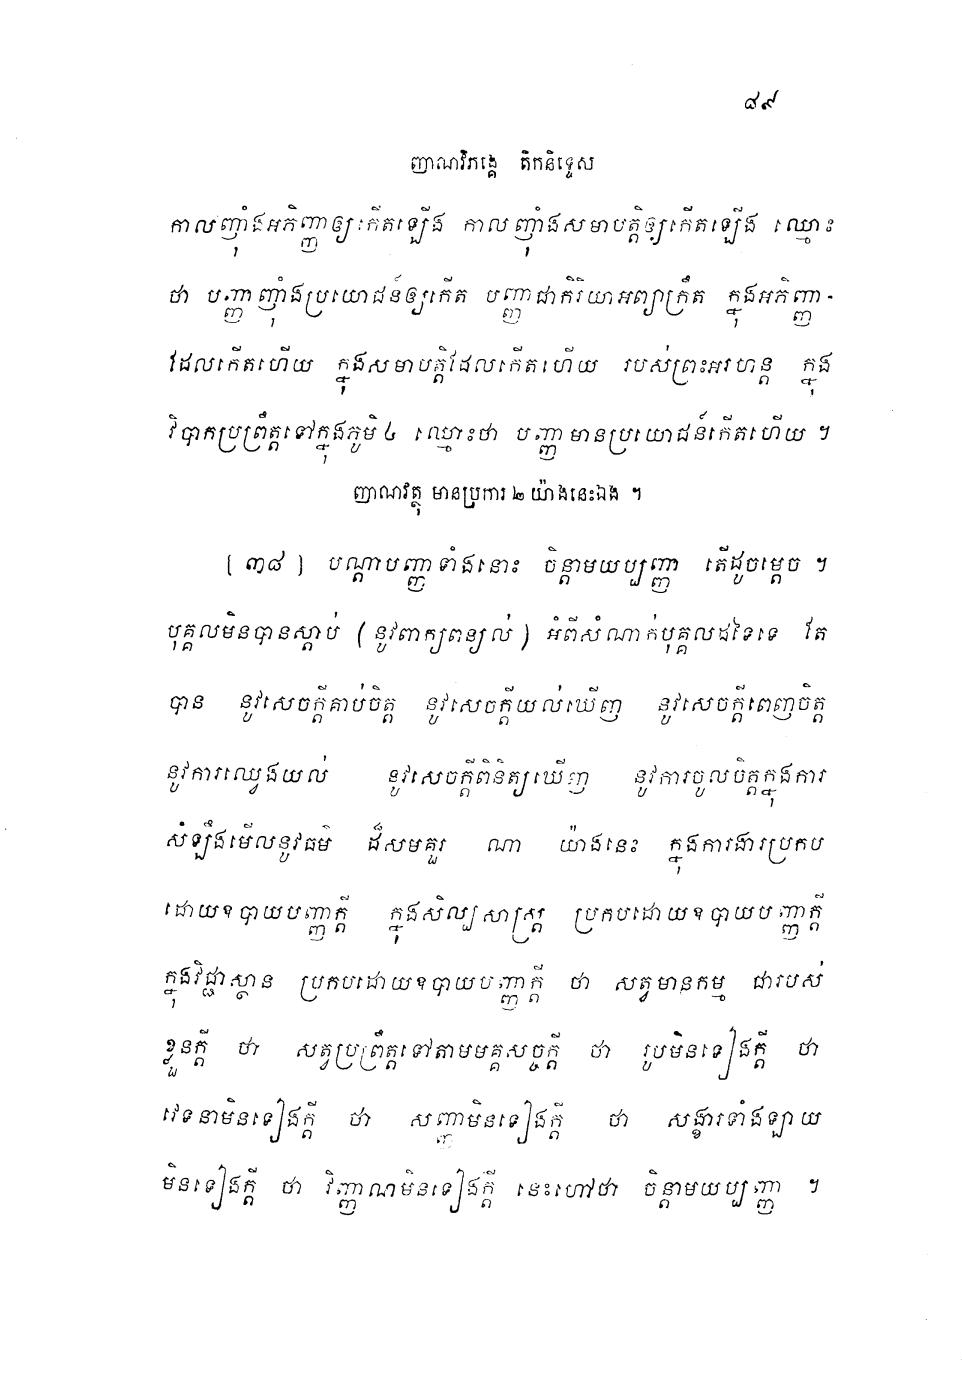 ៨៩
ញាណវិភង្គេ តិកនិទ្ទេស
កាលញុំាងអភិញ្ញាឲ្យកើតឡើង កាលញុំាងសមាបត្តិឲ្យកើតឡើង ឈ្មោះ
ថា បញ្ញាញុំាងប្រយោជន៍ឲ្យកើត បញ្ញាជាកិរិយាអព្យាក្រឹត ក្នុងអភិញ្ញា-
ដែលកើតហើយ ក្នុងសមាបត្តិដែលកើតហើយ របស់ព្រះអរហន្ត ក្នុង
វិបាកប្រព្រឹត្តទៅក្នុងភូមិ ៤ ឈ្មោះថា បញ្ញាមានប្រយោជន៍កើតហើយ ។
ញាណវត្ថុ មានប្រការ ២ យ៉ាងនេះឯង ។
[ ៣៨ ] បណ្តាបញ្ញាទាំងនោះ ចិន្តាមយប្បញ្ញា តើដូចម្តេច ។
បុគ្គលមិនបានស្តាប់ ( នូវពាក្យពន្យល់ ) អំពីសំណាក់បុគ្គលដទៃទេ តែ
បាន នូវសេចក្តីគាប់ចិត្ត នូវសេចក្តីយល់ឃើញ នូវសេចក្តីពេញចិត្ត
នូវការឈ្វេងយល់ នូវសេចក្តីពិនិត្យឃើញ នូវការចូលចិត្តក្នុងការ
សំឡឹងមើលនូវធម៌ ដ៏សមគួរ ណា យ៉ាងនេះ ក្នុងការងារប្រកប
ដោយឧបាយបញ្ញាក្តី ក្នុងសិល្បសាស្ត្រ ប្រកបដោយឧបាយបញ្ញាក្តី
ក្នុងវិជ្ជាស្ថាន ប្រកបដោយឧបាយបញ្ញាក្តី ថា សត្វមានកម្ម ជារបស់
ខ្លួនក្តី ថា សត្វប្រព្រឹត្តទៅតាមមគ្គសច្ចក្តី ថា រូបមិនទៀងក្តី ថា
វេទនាមិនទៀងក្តី ថា សញ្ញាមិនទៀងក្តី ថា សង្ខារទាំងឡាយ
មិនទៀងក្តី ថា វិញ្ញាណមិនទៀងក្តី នេះហៅថា ចិន្តាមយប្បញ្ញា ។